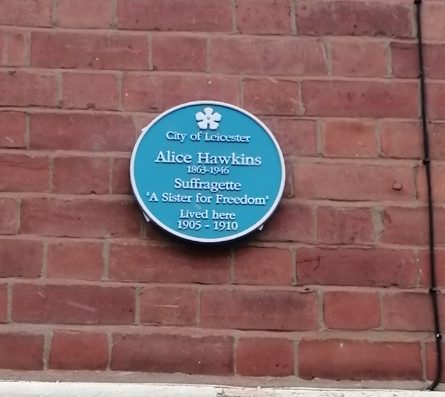 City of Leicester
Alice Hawkins
1863-1946
Suffragette
'A Sister for Freedom'
Lived here
1905 - 1910